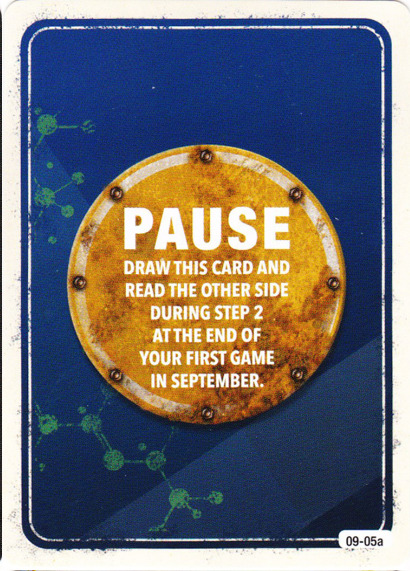 PAUSE
DRAW THIS CARD AND
READ THE OTHER SIDE
DURING STEP 2
AT THE END OF
YOUR FIRST GAME
IN SEPTEMBER.
09-05a